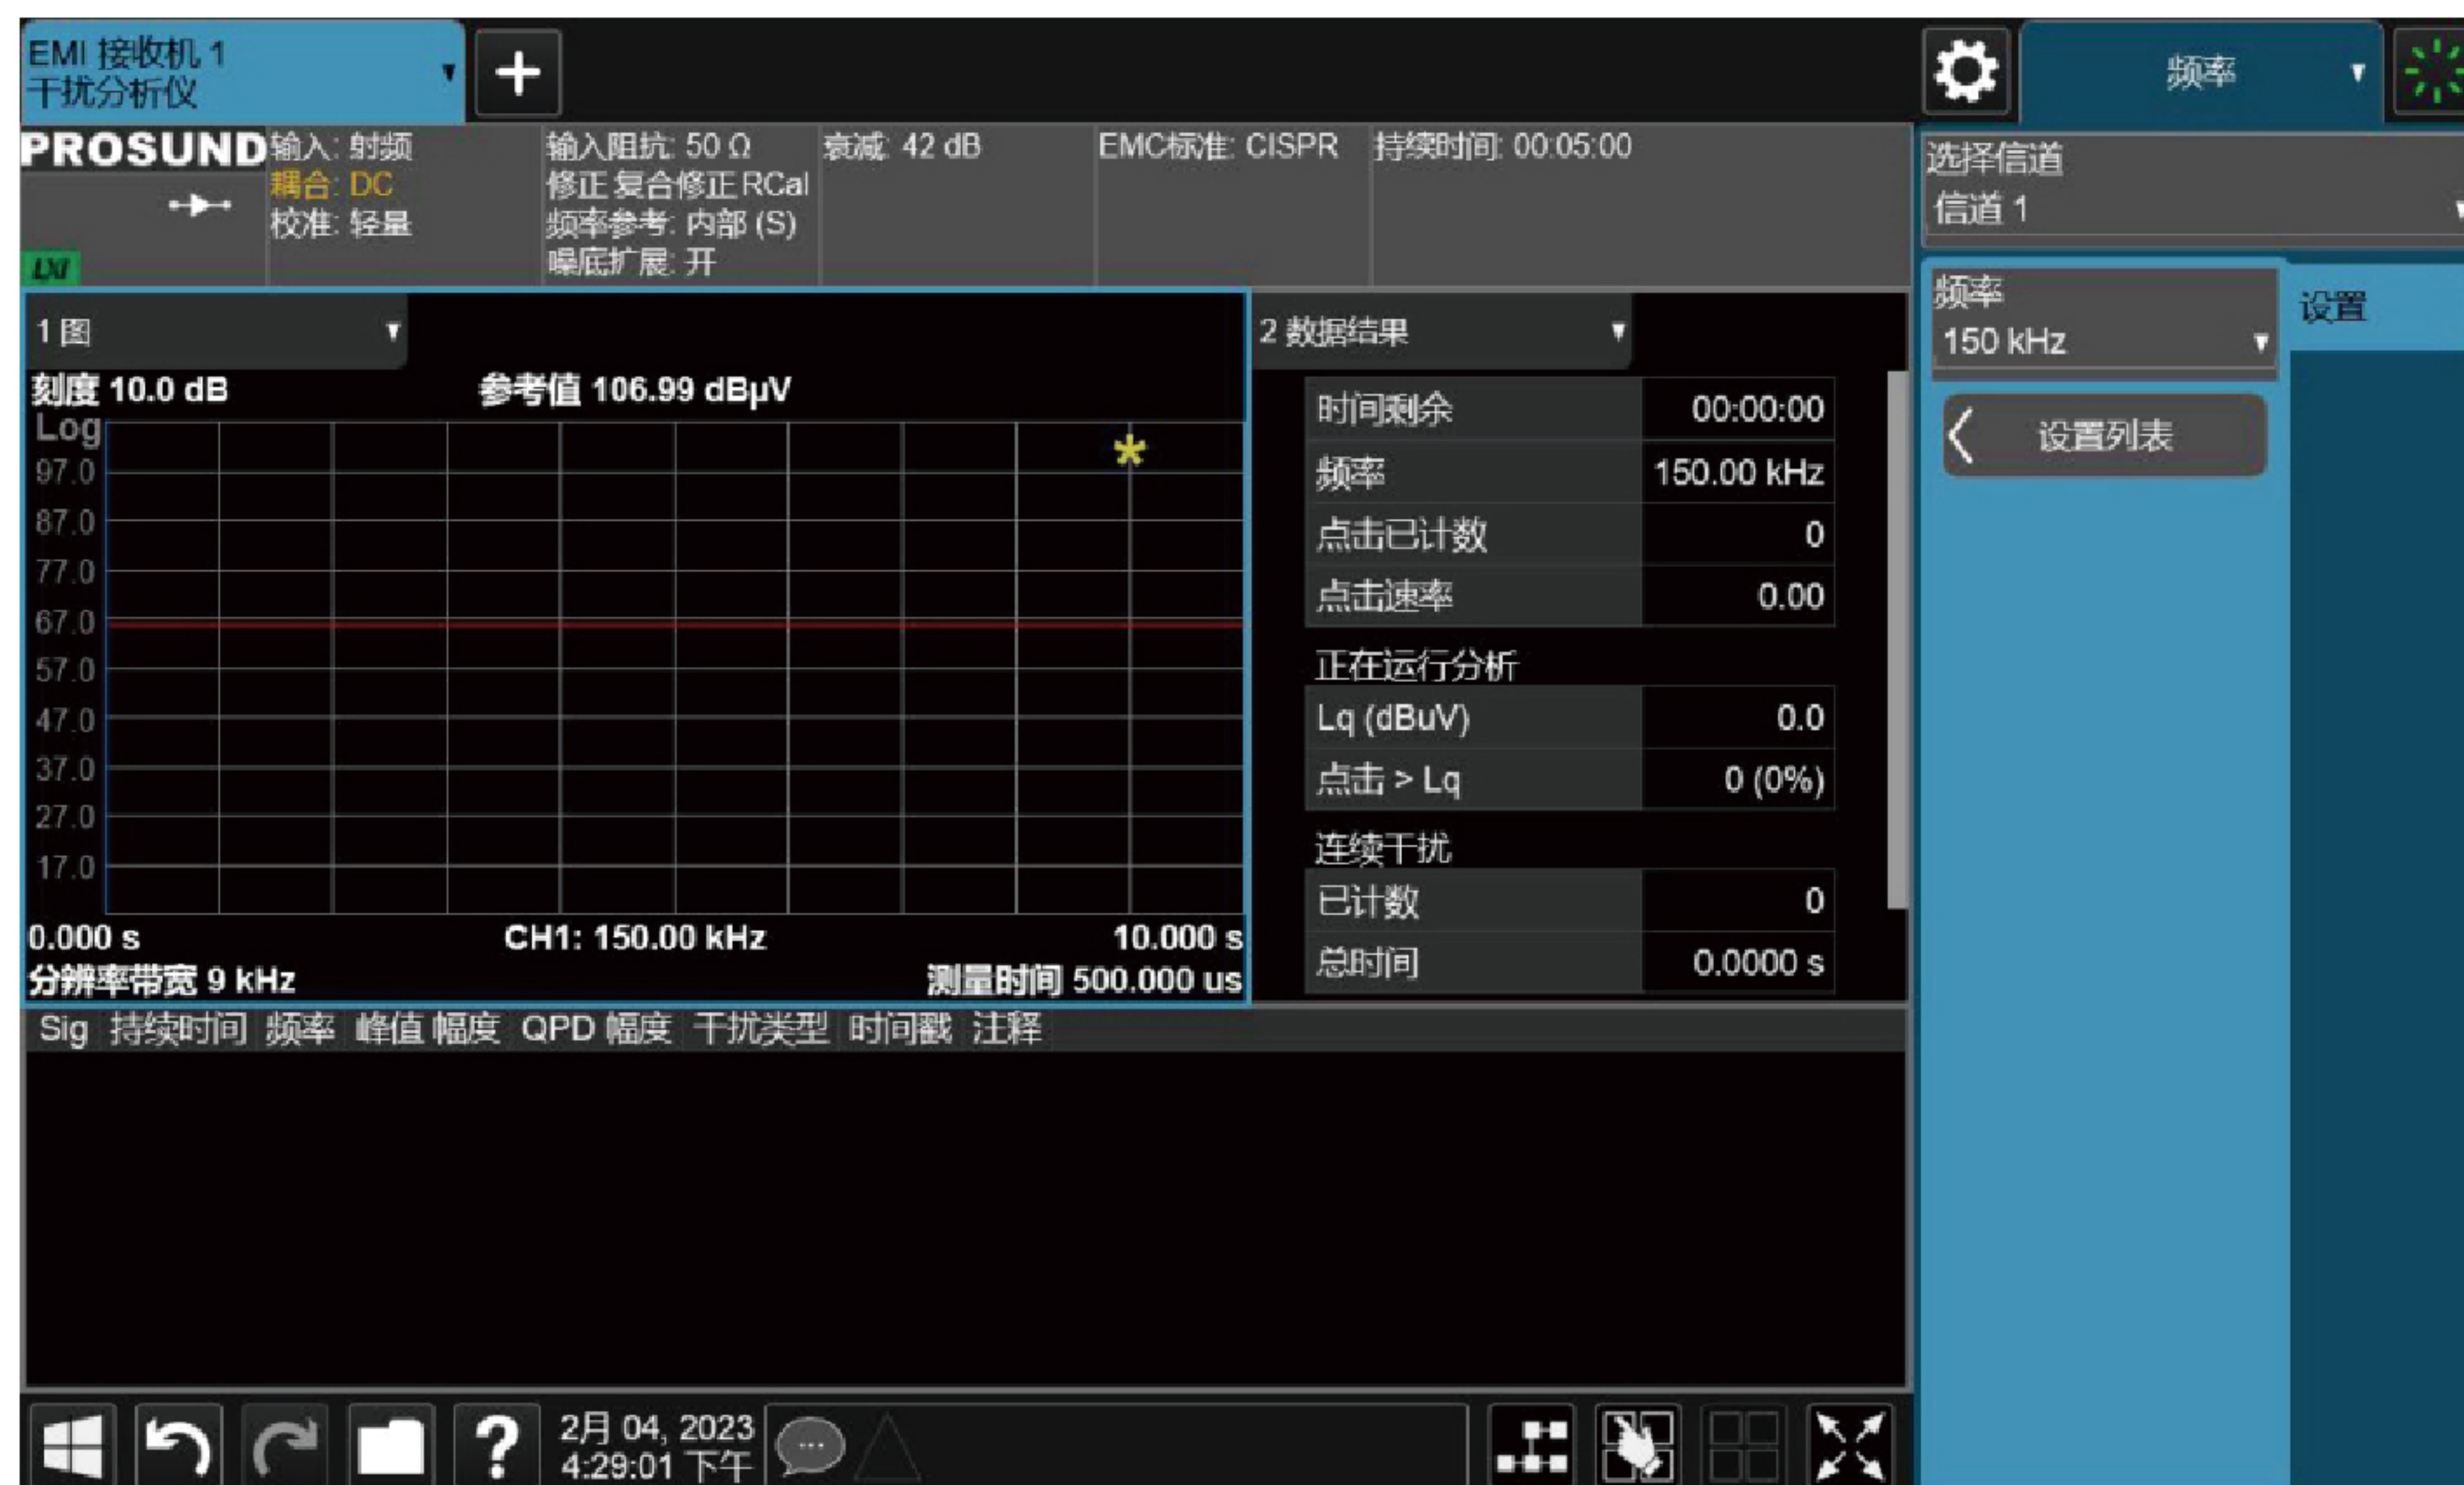 EMI 接收机 1
干扰分析仪
频率
PROSUND
输入: 射频
耦合: DC
校准: 轻量
输入阻抗: 50 Ω
修正 复合修正 RCal
频率参考: 内部 (S)
噪底扩展: 开
衰减: 42 dB
EMC标准: CISPR
持续时间: 00:05:00
LXI
选择信道
信道 1
频率
150 kHz
设置
设置列表
1 图
刻度 10.0 dB
参考值 106.99 dBµV
Log
97.0
87.0
77.0
67.0
57.0
47.0
37.0
27.0
17.0
0.000 s
CH1: 150.00 kHz
10.000 s
分辨率带宽 9 kHz
测量时间 500.000 us
2 数据结果
时间剩余 00:00:00
频率 150.00 kHz
点击已计数 0
点击速率 0.00
正在运行分析
Lq (dBuV) 0.0
点击 > Lq 0 (0%)
连续干扰
已计数 0
总时间 0.0000 s
Sig 持续时间 频率 峰值 幅度 QPD 幅度 干扰类型 时间戳 注释
2月 04, 2023
4:29:01 下午